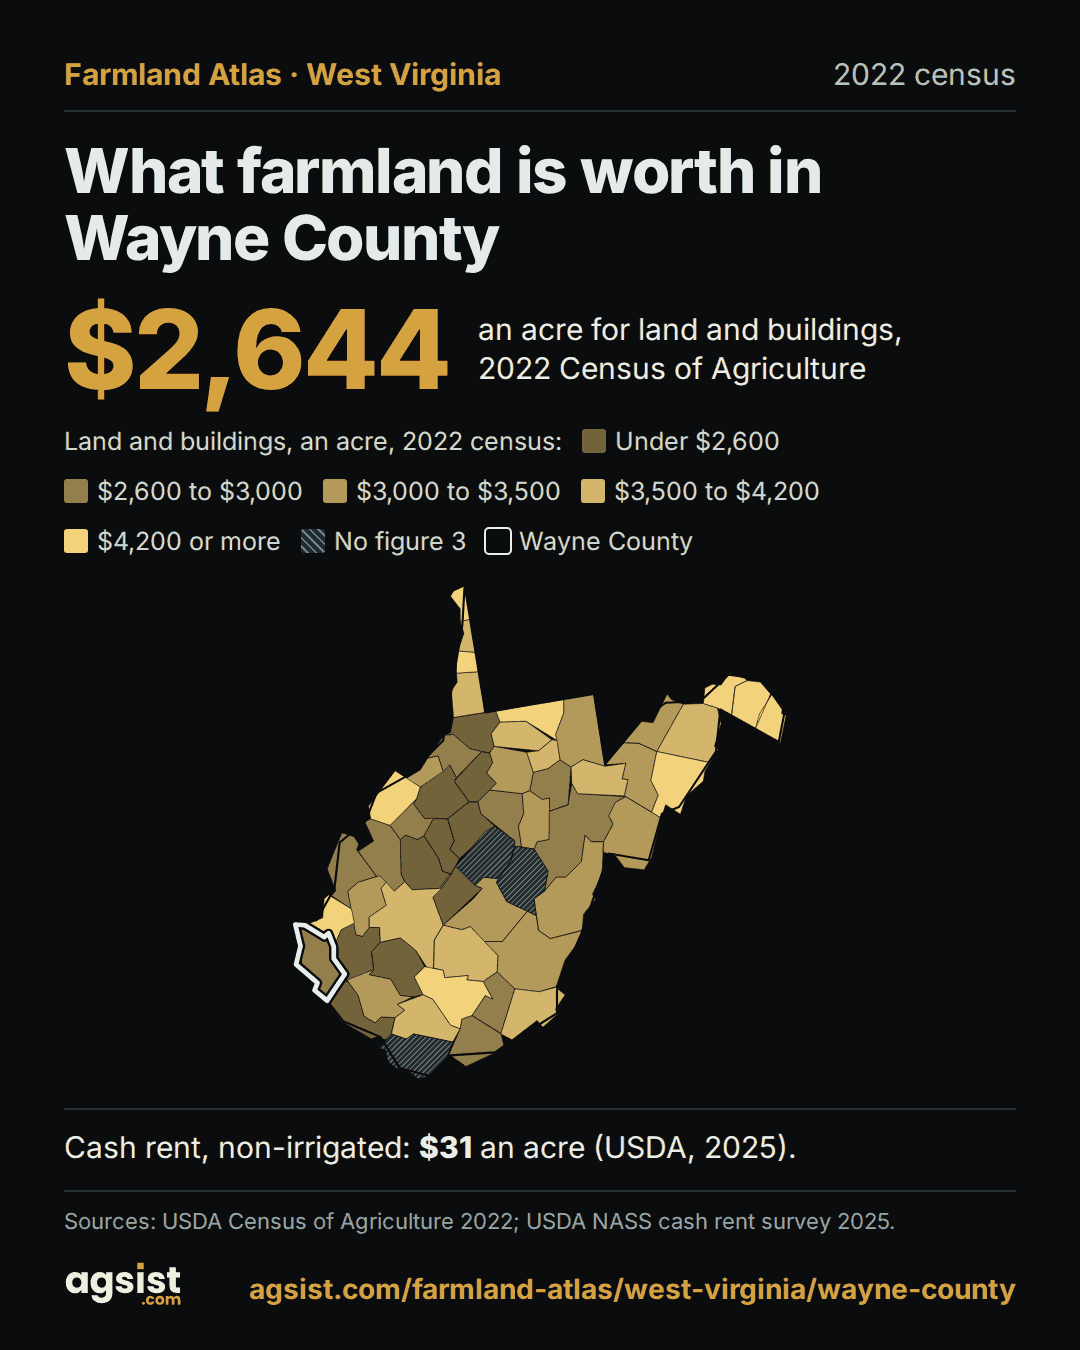 Farmland Atlas · West Virginia
2022 census
What farmland is worth in
Wayne County
$2,644
an acre for land and buildings,
2022 Census of Agriculture
Land and buildings, an acre, 2022 census: Under $2,600
$2,600 to $3,000 $3,000 to $3,500 $3,500 to $4,200
$4,200 or more No figure 3 Wayne County
Cash rent, non-irrigated: $31 an acre (USDA, 2025).
Sources: USDA Census of Agriculture 2022; USDA NASS cash rent survey 2025.
agsist
.com
agsist.com/farmland-atlas/west-virginia/wayne-county